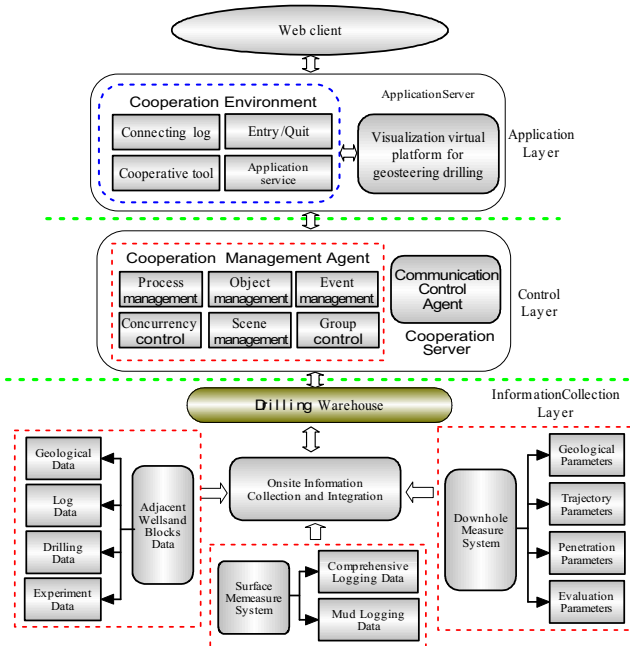 Web client
ApplicationServer
Cooperation Environment
Connecting log
Entry/Quit
Cooperative tool
Application
service
Visualization virtual
platform for
geosteering drilling
Application
Layer
Cooperation Management Agent
Process
management
Object
management
Event
management
Concurrency
control
Scene
management
Group
control
Communication
Control
Agent
Cooperation
Server
Control
Layer
Drilling Warehouse
InformationCollection
Layer
Geological
Data
Log
Data
Drilling
Data
Experiment
Data
Adjacent
Wellsand
Blocks
Data
Onsite Information
Collection and Integration
Surface
Memeasure
System
Comprehensive
Logging Data
Mud Logging
Data
Downhole
Measure
System
Geological
Parameters
Trajectory
Parameters
Penetration
Parameters
Evaluation
Parameters